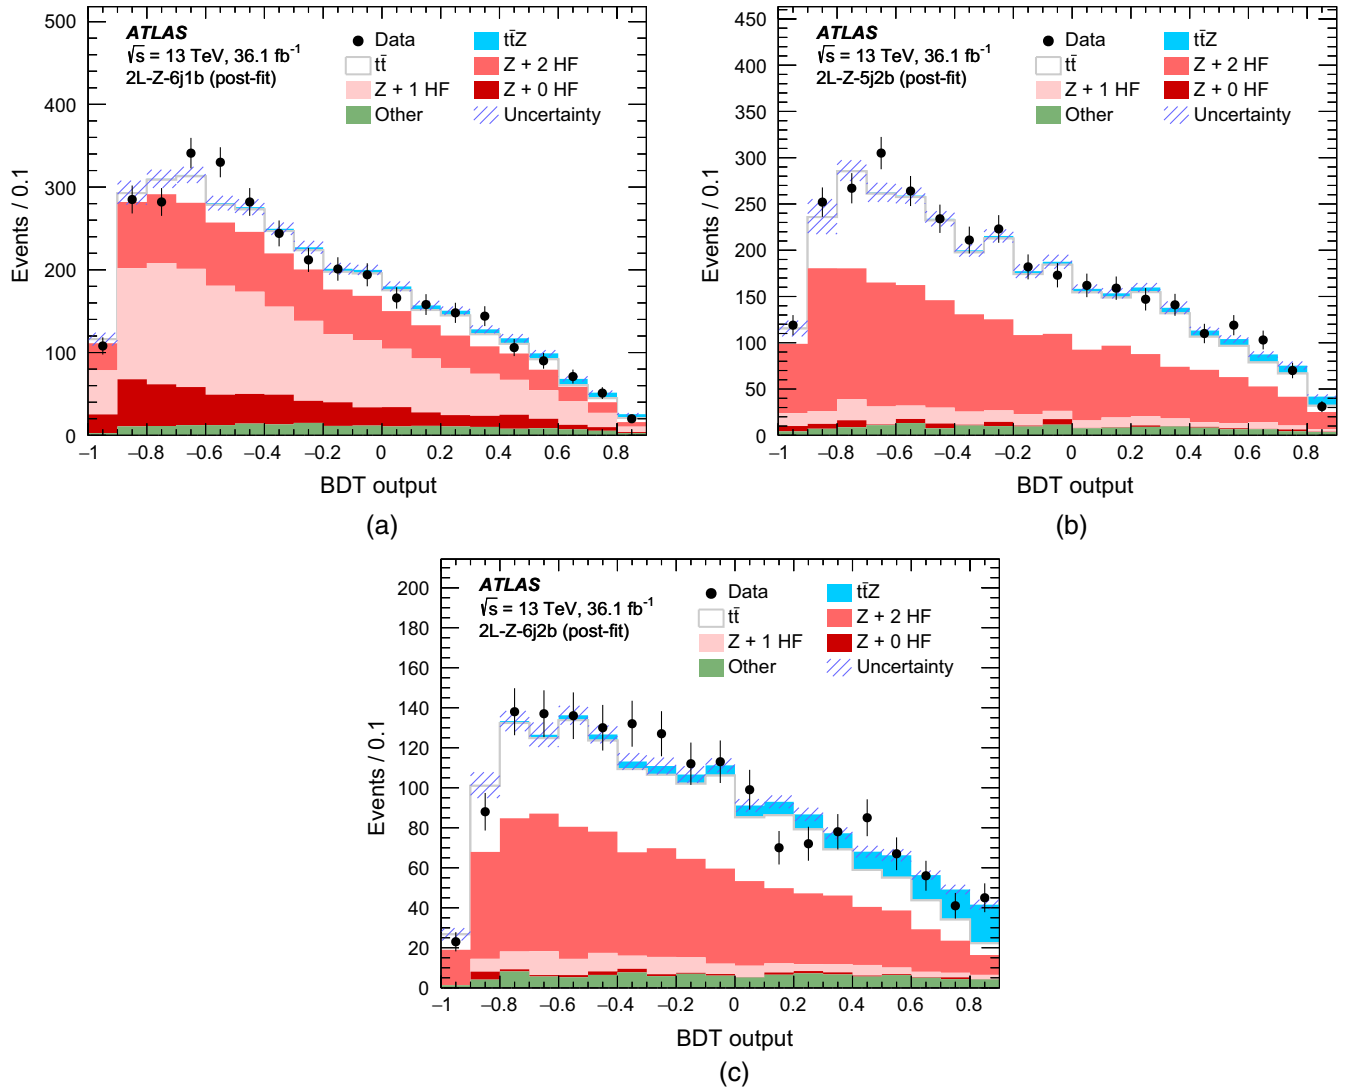 ATLAS
√s = 13 TeV, 36.1 fb⁻¹
2L-Z-6j1b (post-fit)
Data
tt̄Z
tt̄
Z + 2 HF
Z + 1 HF
Z + 0 HF
Other
Uncertainty
Events / 0.1
500
400
300
200
100
0
−1 −0.8 −0.6 −0.4 −0.2 0 0.2 0.4 0.6 0.8
BDT output
(a)
ATLAS
√s = 13 TeV, 36.1 fb⁻¹
2L-Z-5j2b (post-fit)
Data
tt̄Z
tt̄
Z + 2 HF
Z + 1 HF
Z + 0 HF
Other
Uncertainty
Events / 0.1
450
400
350
300
250
200
150
100
50
0
−1 −0.8 −0.6 −0.4 −0.2 0 0.2 0.4 0.6 0.8
BDT output
(b)
ATLAS
√s = 13 TeV, 36.1 fb⁻¹
2L-Z-6j2b (post-fit)
Data
tt̄Z
tt̄
Z + 2 HF
Z + 1 HF
Z + 0 HF
Other
Uncertainty
Events / 0.1
200
180
160
140
120
100
80
60
40
20
0
−1 −0.8 −0.6 −0.4 −0.2 0 0.2 0.4 0.6 0.8
BDT output
(c)